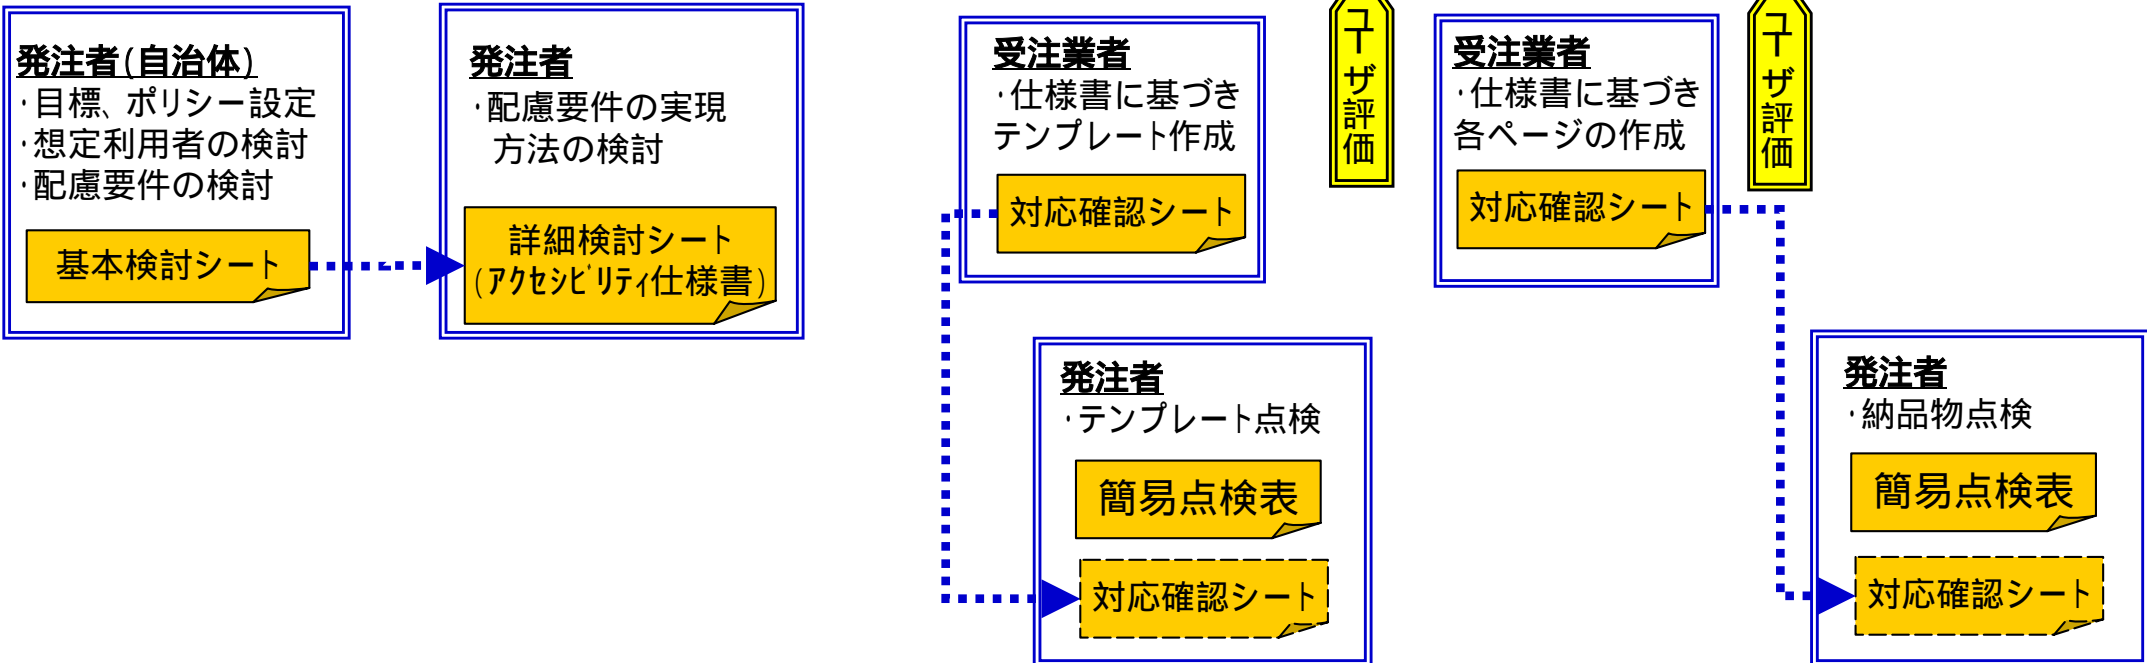 発注者(自治体)
・目標、ポリシー設定
・想定利用者の検討
・配慮要件の検討
基本検討シート
発注者
・配慮要件の実現
方法の検討
詳細検討シート
(アクセシビリティ仕様書)
受注業者
・仕様書に基づき
テンプレート作成
対応確認シート
ユーザ評価
発注者
・テンプレート点検
簡易点検表
対応確認シート
受注業者
・仕様書に基づき
各ページの作成
対応確認シート
ユーザ評価
発注者
・納品物点検
簡易点検表
対応確認シート